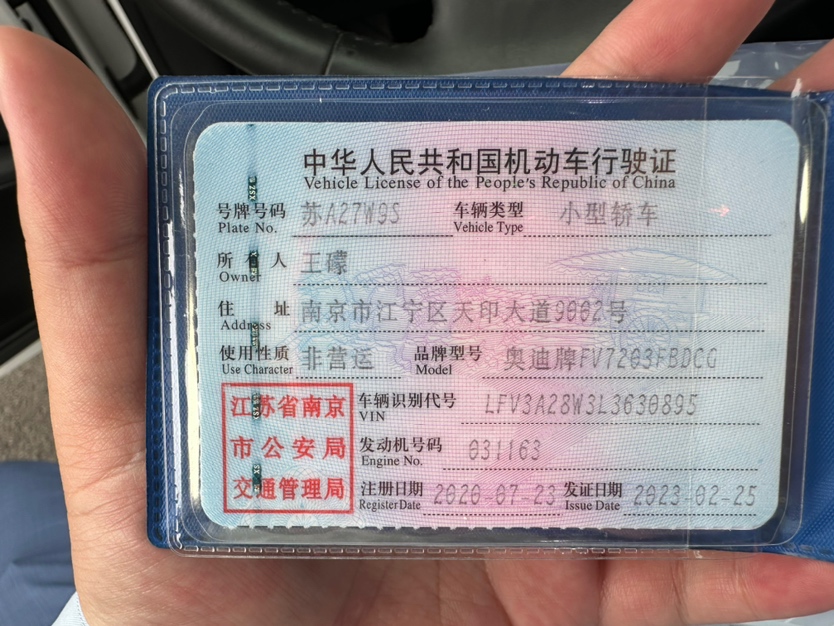 中华人民共和国机动车行驶证
Vehicle License of the People's Republic of China
号牌号码 苏A27W9S 车辆类型 小型轿车
Plate No. Vehicle Type
所有人 王礞
Owner
住址 南京市江宁区天印大道9002号
Address
使用性质 非营运 品牌型号 奥迪牌FV7203FBDCG
Use Character Model
江苏省南京
市公安局
交通管理局
车辆识别代号 LFV3A28W3L3630895
VIN
发动机号码 031163
Engine No.
注册日期 2020-07-23 发证日期 2023-02-25
Register Date Issue Date